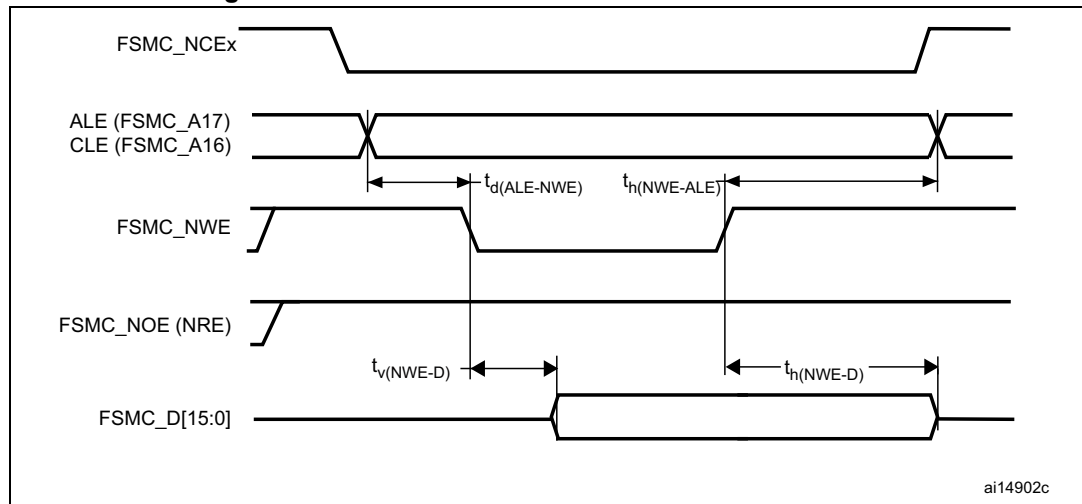 FSMC_NCEx
ALE (FSMC_A17)
CLE (FSMC_A16)
td(ALE-NWE)
th(NWE-ALE)
FSMC_NWE
FSMC_NOE (NRE)
tv(NWE-D)
th(NWE-D)
FSMC_D[15:0]
ai14902c